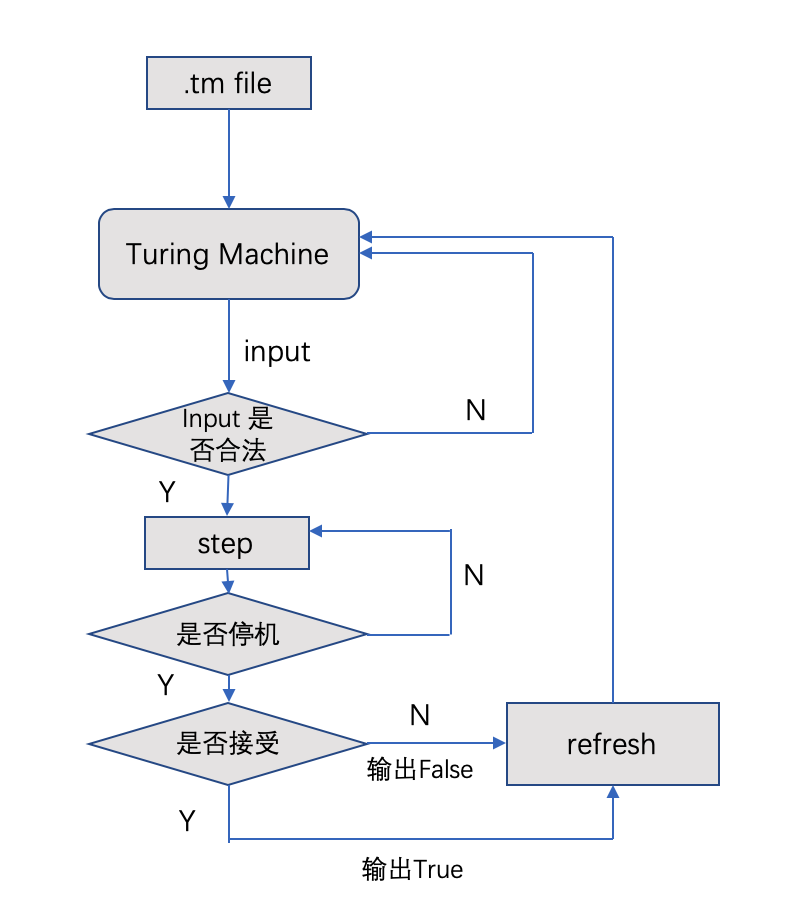 .tm file
Turing Machine
input
Input 是
否合法
N
Y
step
N
是否停机
Y
是否接受
N
输出False
refresh
Y
输出True